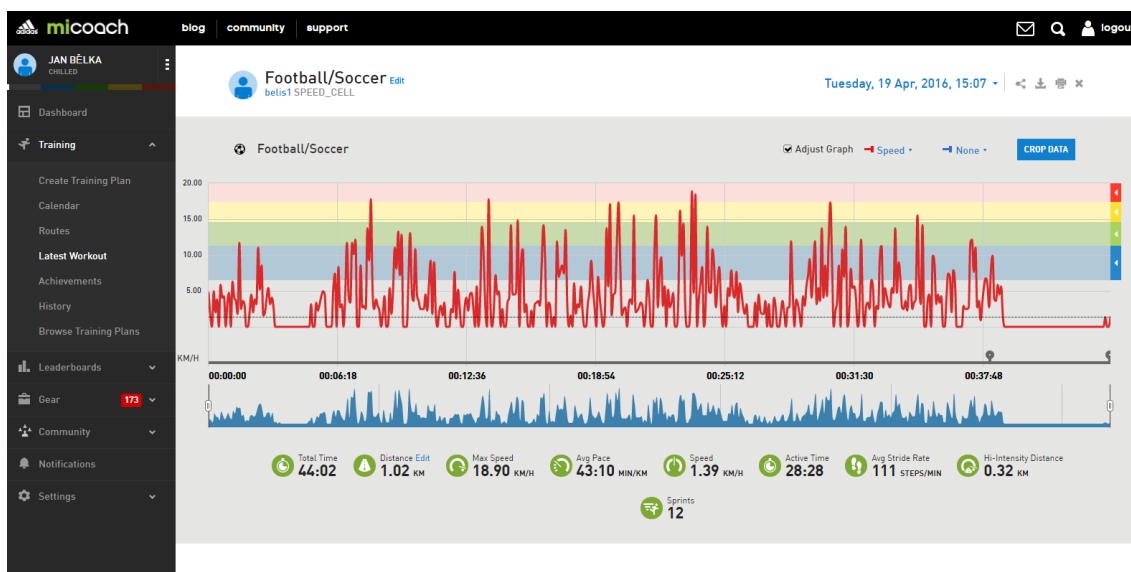 adidas micoach blog community support logou
JAN BĚLKA
CHILLED
Dashboard
Training
Create Training Plan
Calendar
Routes
Latest Workout
Achievements
History
Browse Training Plans
Leaderboards
Gear 173
Community
Notifications
Settings
Football/Soccer Edit
belis1 SPEED_CELL
Tuesday, 19 Apr, 2016, 15:07
Football/Soccer
Adjust Graph Speed None CROP DATA
20.00
15.00
10.00
5.00
KM/H
00:00:00 00:06:18 00:12:36 00:18:54 00:25:12 00:31:30 00:37:48
Total Time Distance Edit Max Speed Avg Pace Speed Active Time Avg Stride Rate Hi-Intensity Distance
44:02 1.02 KM 18.90 KM/H 43:10 MIN/KM 1.39 KM/H 28:28 111 STEPS/MIN 0.32 KM
Sprints
12